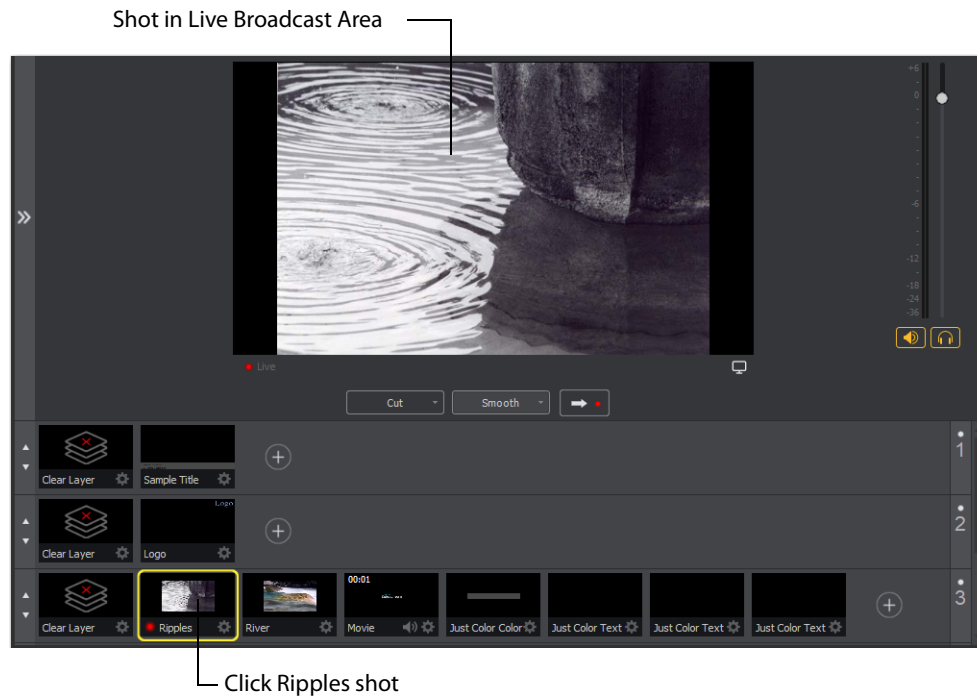 Shot in Live Broadcast Area
+6
0
-6
-12
-18
-24
-36
Live
Cut
Smooth
1
Clear Layer
Sample Title
Logo
2
Clear Layer
Logo
00:01
3
Clear Layer
Ripples
River
Movie
Just Color Color
Just Color Text
Just Color Text
Just Color Text
Click Ripples shot